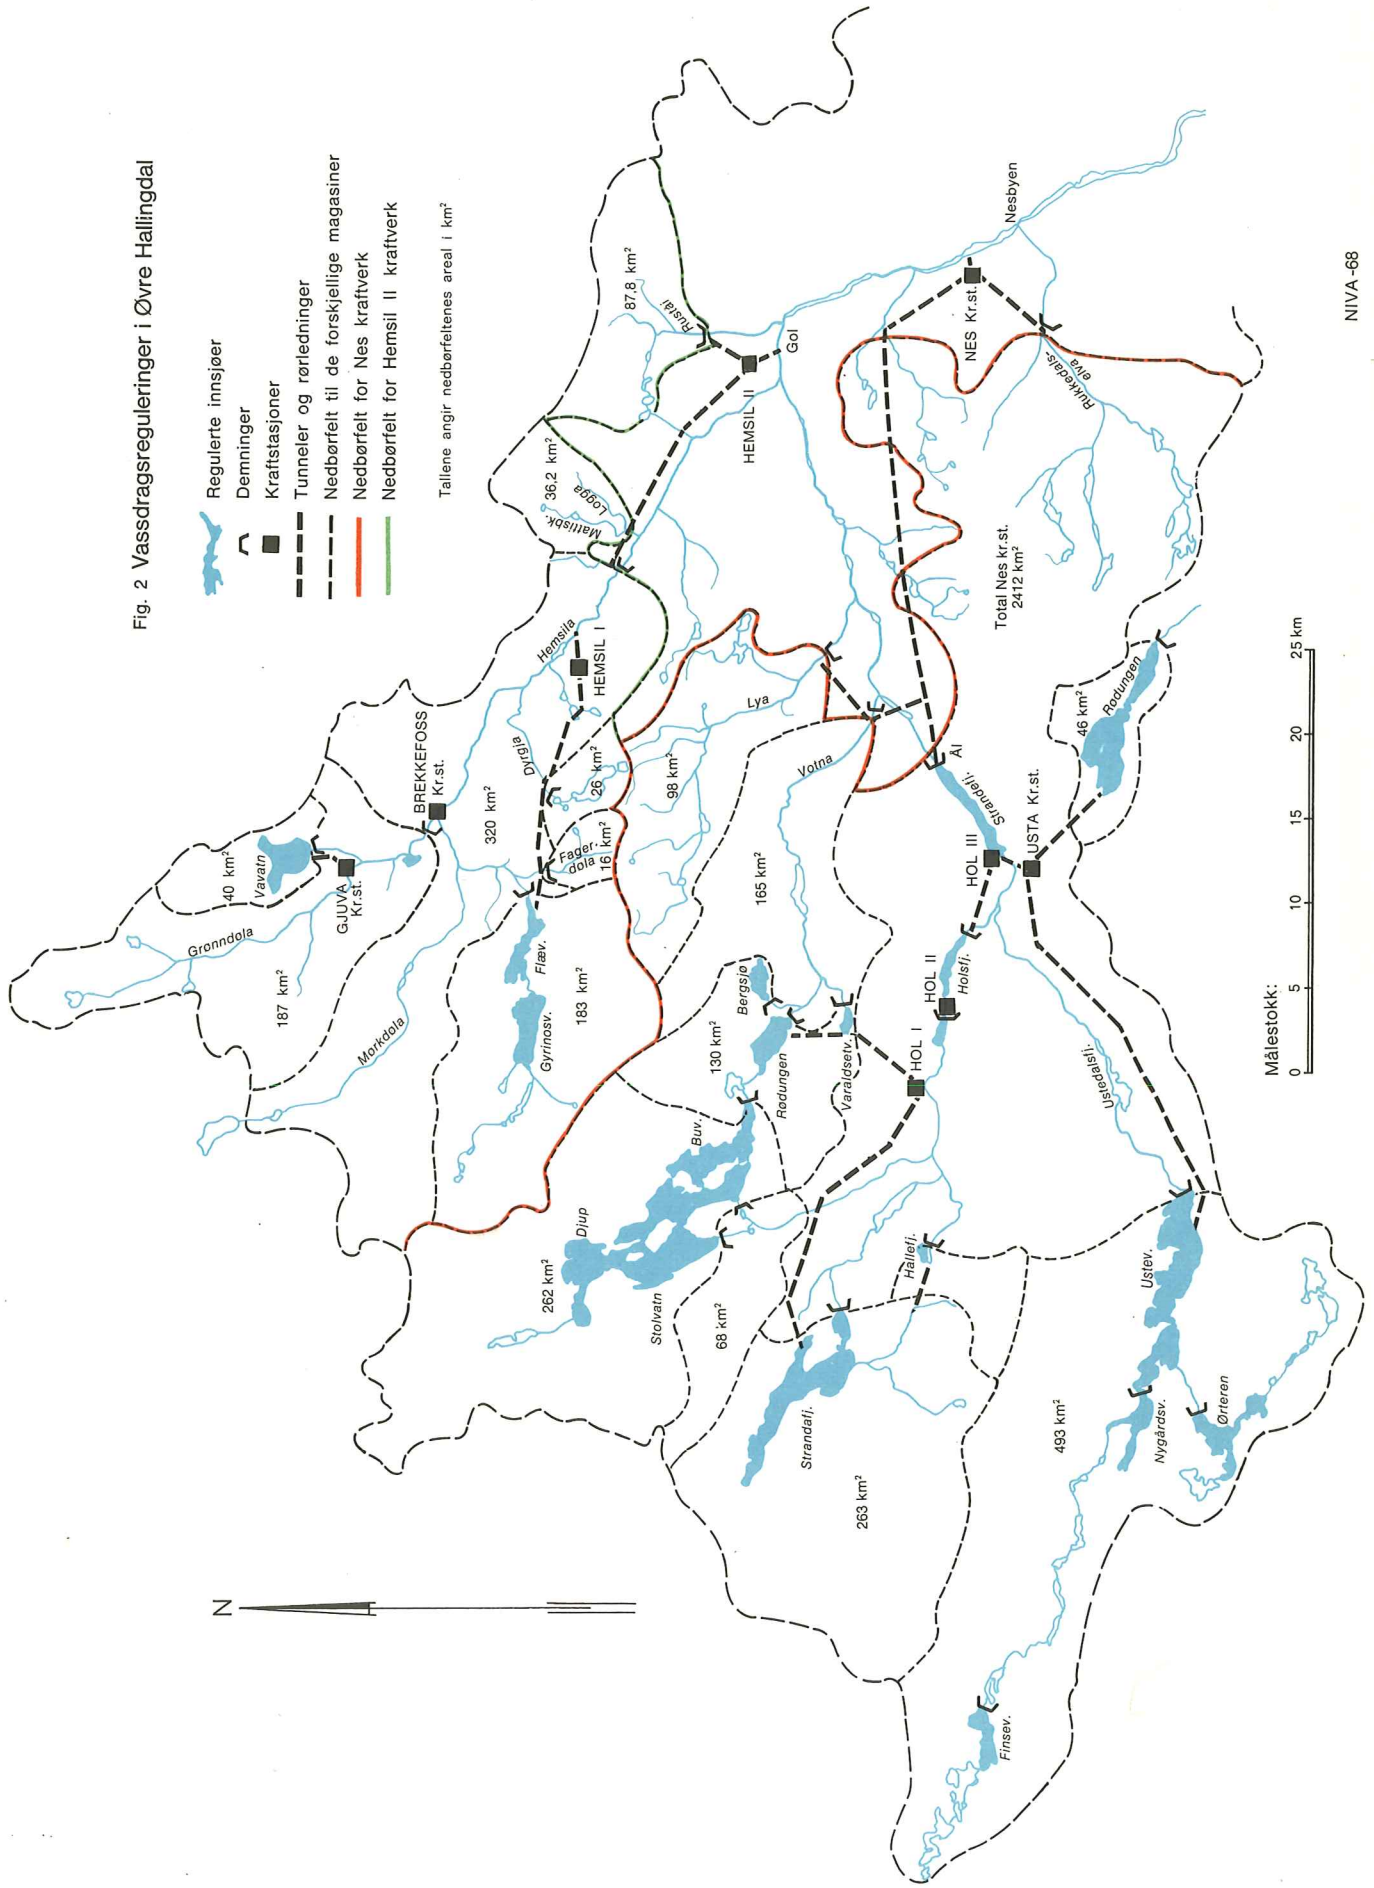 Fig. 2 Vassdragsreguleringer i Øvre Hallingdal
Regulerte innsjøer
Demninger
Kraftstasjoner
Tunneler og rørledninger
Nedbørfelt til de forskjellige magasiner
Nedbørfelt for Nes kraftverk
Nedbørfelt for Hemsil II kraftverk
Tallene angir nedbørfeltenes areal i km²
N
40 km²
Vavatn
GJUVA
Kr.st.
Grønndøla
187 km²
Mørkdøla
BREKKEFOSS
Kr.st.
320 km²
Hemsila
HEMSIL I
Dyrgja
26 km²
Fager-
døla
16 km²
Flæv.
Gyrinosv.
183 km²
Mattisbk.
Logga
36,2 km²
Ruståi
87,8 km²
HEMSIL II
Gol
98 km²
Lya
Votna
165 km²
Bergsjø
130 km²
Rødungen
Varaldsetv.
Buv.
Djup
262 km²
Stolvatn
68 km²
Strandafj.
263 km²
Hallefj.
HOL I
HOL II
Holsfj.
HOL III
Strandefj.
Ål
USTA Kr.st.
46 km²
Rødungen
Total Nes kr.st.
2412 km²
NES Kr.st.
Nesbyen
Rukkedals-
elva
Ustedalsfj.
Ustev.
Nygårdsv.
Ørteren
493 km²
Finsev.
Målestokk:
0 5 10 15 20 25 km
NIVA-68